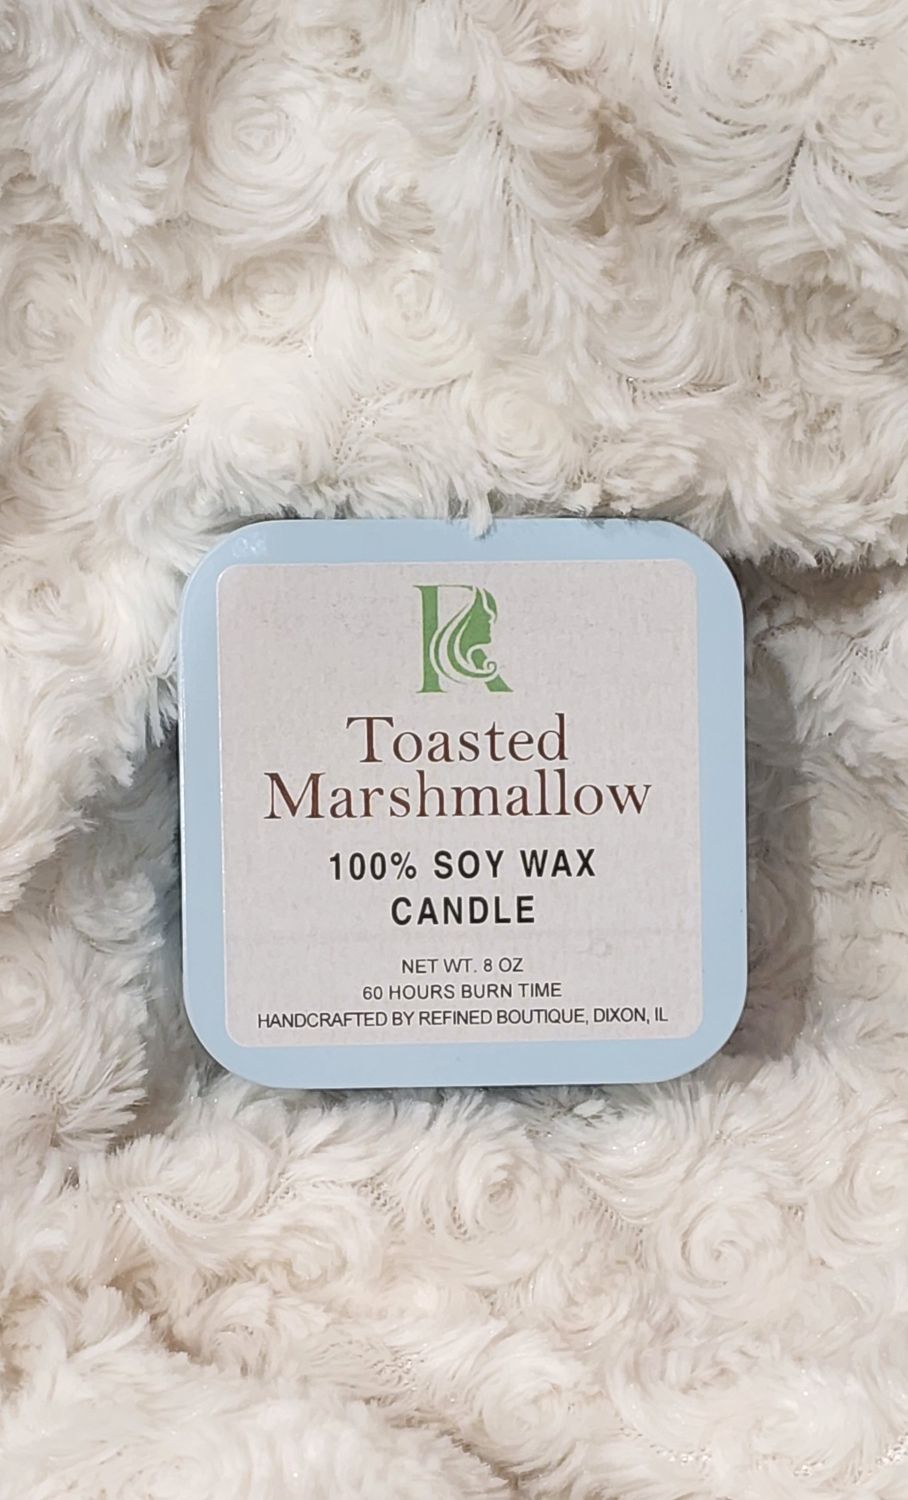 R
Toasted
Marshmallow
100% SOY WAX
CANDLE
NET WT. 8 OZ
60 HOURS BURN TIME
HANDCRAFTED BY REFINED BOUTIQUE, DIXON, IL